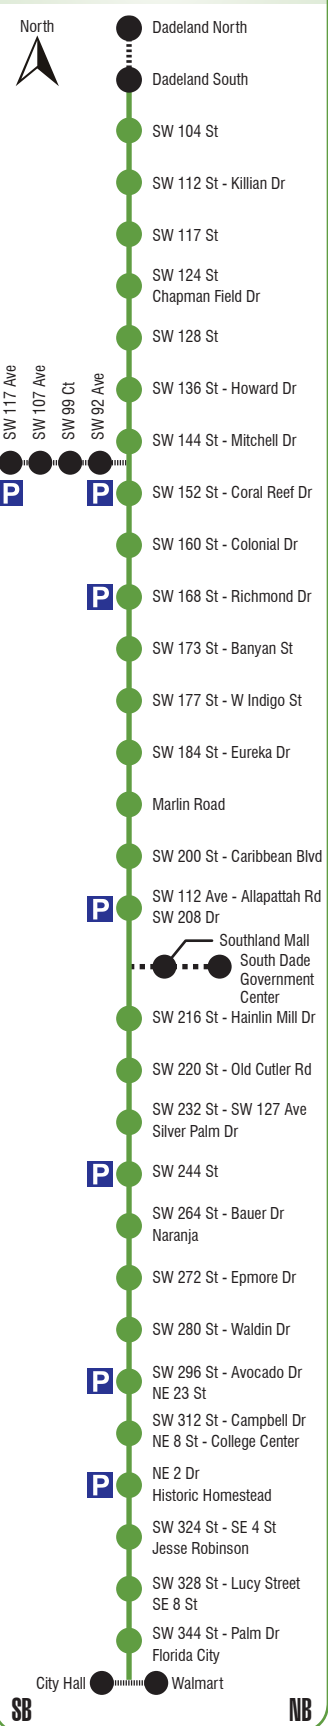 North
Dadeland North
Dadeland South
SW 104 St
SW 112 St - Killian Dr
SW 117 St
SW 124 St
Chapman Field Dr
SW 128 St
SW 136 St - Howard Dr
SW 144 St - Mitchell Dr
SW 117 Ave
SW 107 Ave
SW 99 Ct
SW 92 Ave
P
P
SW 152 St - Coral Reef Dr
SW 160 St - Colonial Dr
P
SW 168 St - Richmond Dr
SW 173 St - Banyan St
SW 177 St - W Indigo St
SW 184 St - Eureka Dr
Marlin Road
SW 200 St - Caribbean Blvd
P
SW 112 Ave - Allapattah Rd
SW 208 Dr
Southland Mall
South Dade
Government
Center
SW 216 St - Hainlin Mill Dr
SW 220 St - Old Cutler Rd
SW 232 St - SW 127 Ave
Silver Palm Dr
P
SW 244 St
SW 264 St - Bauer Dr
Naranja
SW 272 St - Epmore Dr
SW 280 St - Waldin Dr
P
SW 296 St - Avocado Dr
NE 23 St
SW 312 St - Campbell Dr
NE 8 St - College Center
P
NE 2 Dr
Historic Homestead
SW 324 St - SE 4 St
Jesse Robinson
SW 328 St - Lucy Street
SE 8 St
SW 344 St - Palm Dr
Florida City
City Hall
Walmart
SB
NB